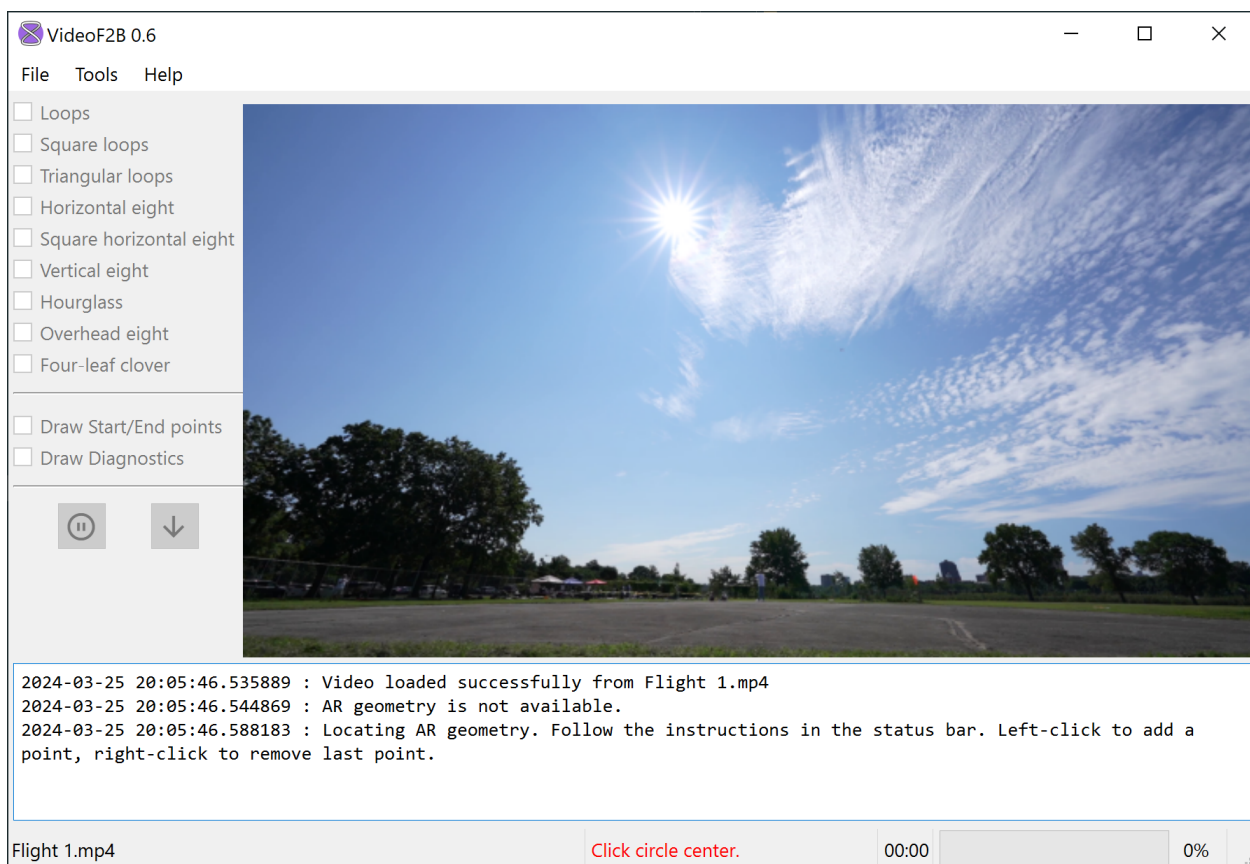 VideoF2B 0.6
File Tools Help
Loops
Square loops
Triangular loops
Horizontal eight
Square horizontal eight
Vertical eight
Hourglass
Overhead eight
Four-leaf clover
Draw Start/End points
Draw Diagnostics
2024-03-25 20:05:46.535889 : Video loaded successfully from Flight 1.mp4
2024-03-25 20:05:46.544869 : AR geometry is not available.
2024-03-25 20:05:46.588183 : Locating AR geometry. Follow the instructions in the status bar. Left-click to add a
point, right-click to remove last point.
Flight 1.mp4 Click circle center. 00:00 0%